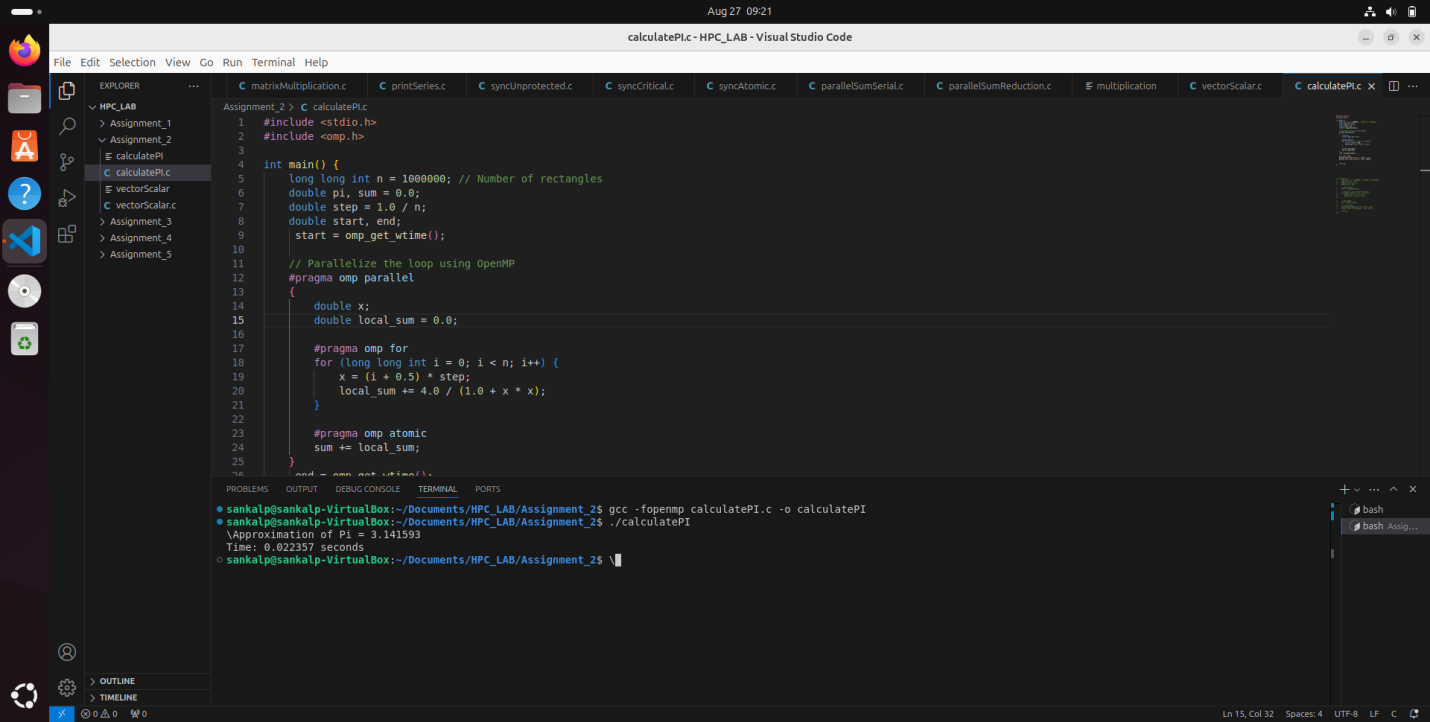 Aug 27 09:21
calculatePI.c - HPC_LAB - Visual Studio Code
File Edit Selection View Go Run Terminal Help
EXPLORER
HPC_LAB
Assignment_1
Assignment_2
calculatePI
calculatePI.c
vectorScalar
vectorScalar.c
Assignment_3
Assignment_4
Assignment_5
OUTLINE
TIMELINE
matrixMultiplication.c printSeries.c syncUnprotected.c syncCritical.c syncAtomic.c parallelSumSerial.c parallelSumReduction.c multiplication vectorScalar.c calculatePI.c
Assignment_2 > C calculatePI.c
1 #include <stdio.h>
2 #include <omp.h>
3
4 int main() {
5 long long int n = 1000000; // Number of rectangles
6 double pi, sum = 0.0;
7 double step = 1.0 / n;
8 double start, end;
9 start = omp_get_wtime();
10
11 // Parallelize the loop using OpenMP
12 #pragma omp parallel
13 {
14 double x;
15 double local_sum = 0.0;
16
17 #pragma omp for
18 for (long long int i = 0; i < n; i++) {
19 x = (i + 0.5) * step;
20 local_sum += 4.0 / (1.0 + x * x);
21 }
22
23 #pragma omp atomic
24 sum += local_sum;
25 }
26 end = omp_get_wtime();
PROBLEMS OUTPUT DEBUG CONSOLE TERMINAL PORTS
sankalp@sankalp-VirtualBox:~/Documents/HPC_LAB/Assignment_2$ gcc -fopenmp calculatePI.c -o calculatePI
sankalp@sankalp-VirtualBox:~/Documents/HPC_LAB/Assignment_2$ ./calculatePI
\Approximation of Pi = 3.141593
Time: 0.022357 seconds
sankalp@sankalp-VirtualBox:~/Documents/HPC_LAB/Assignment_2$ \
bash
bash Assig...
0 0 0 Ln 15, Col 32 Spaces: 4 UTF-8 LF C